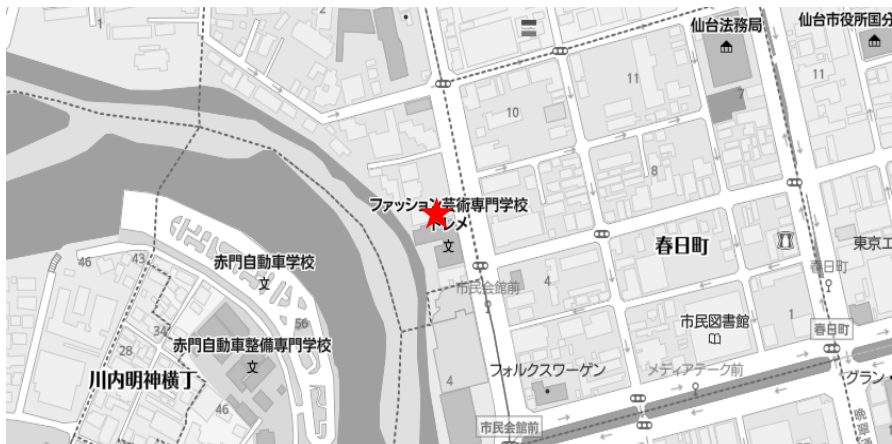 1
仙台法務局
仙台市役所国分
11
11
10
7
8
ファッション芸術専門学校
ドレメ
文
春日町
東京エ
赤門自動車学校
文
46
43
市民会館前
4
春日町
56
34
市民図書館
1
春日町
赤門自動車整備専門学校
文
28
フォルクスワーゲン
メディアテーク前
グラン・
川内明神横丁
4
46
市民会館前